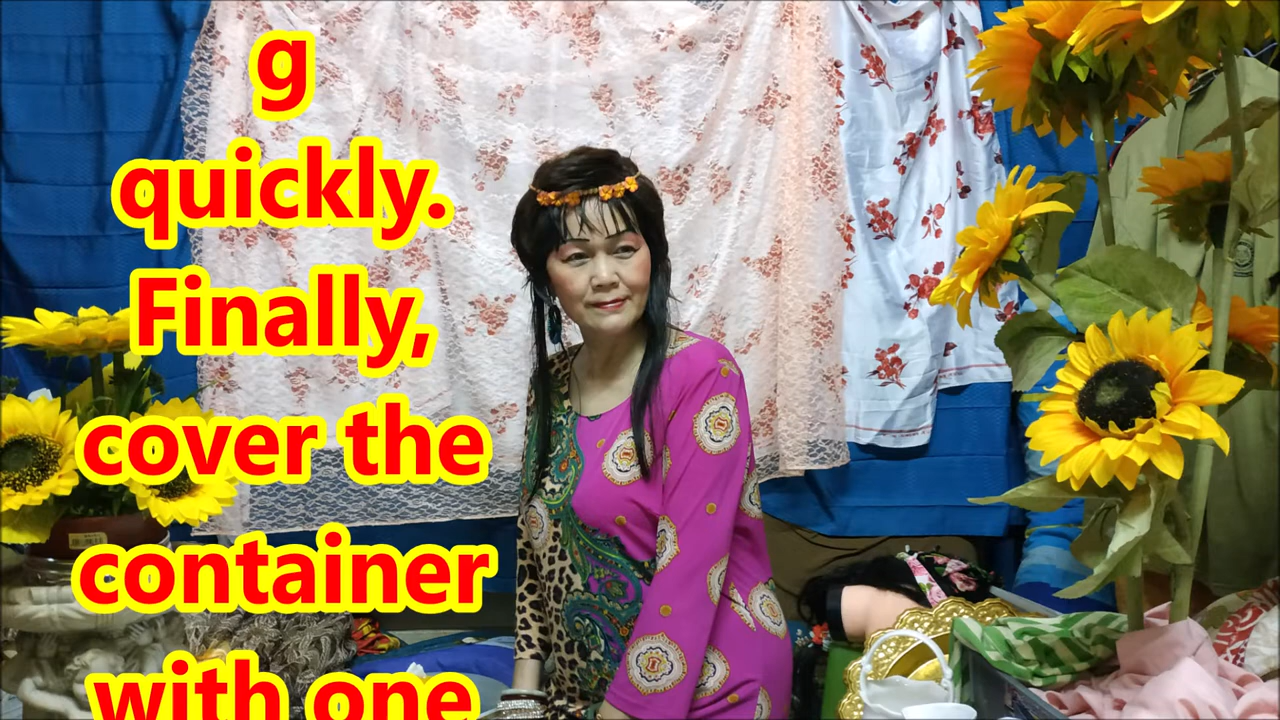 g
quickly.
Finally,
cover the
container
with one